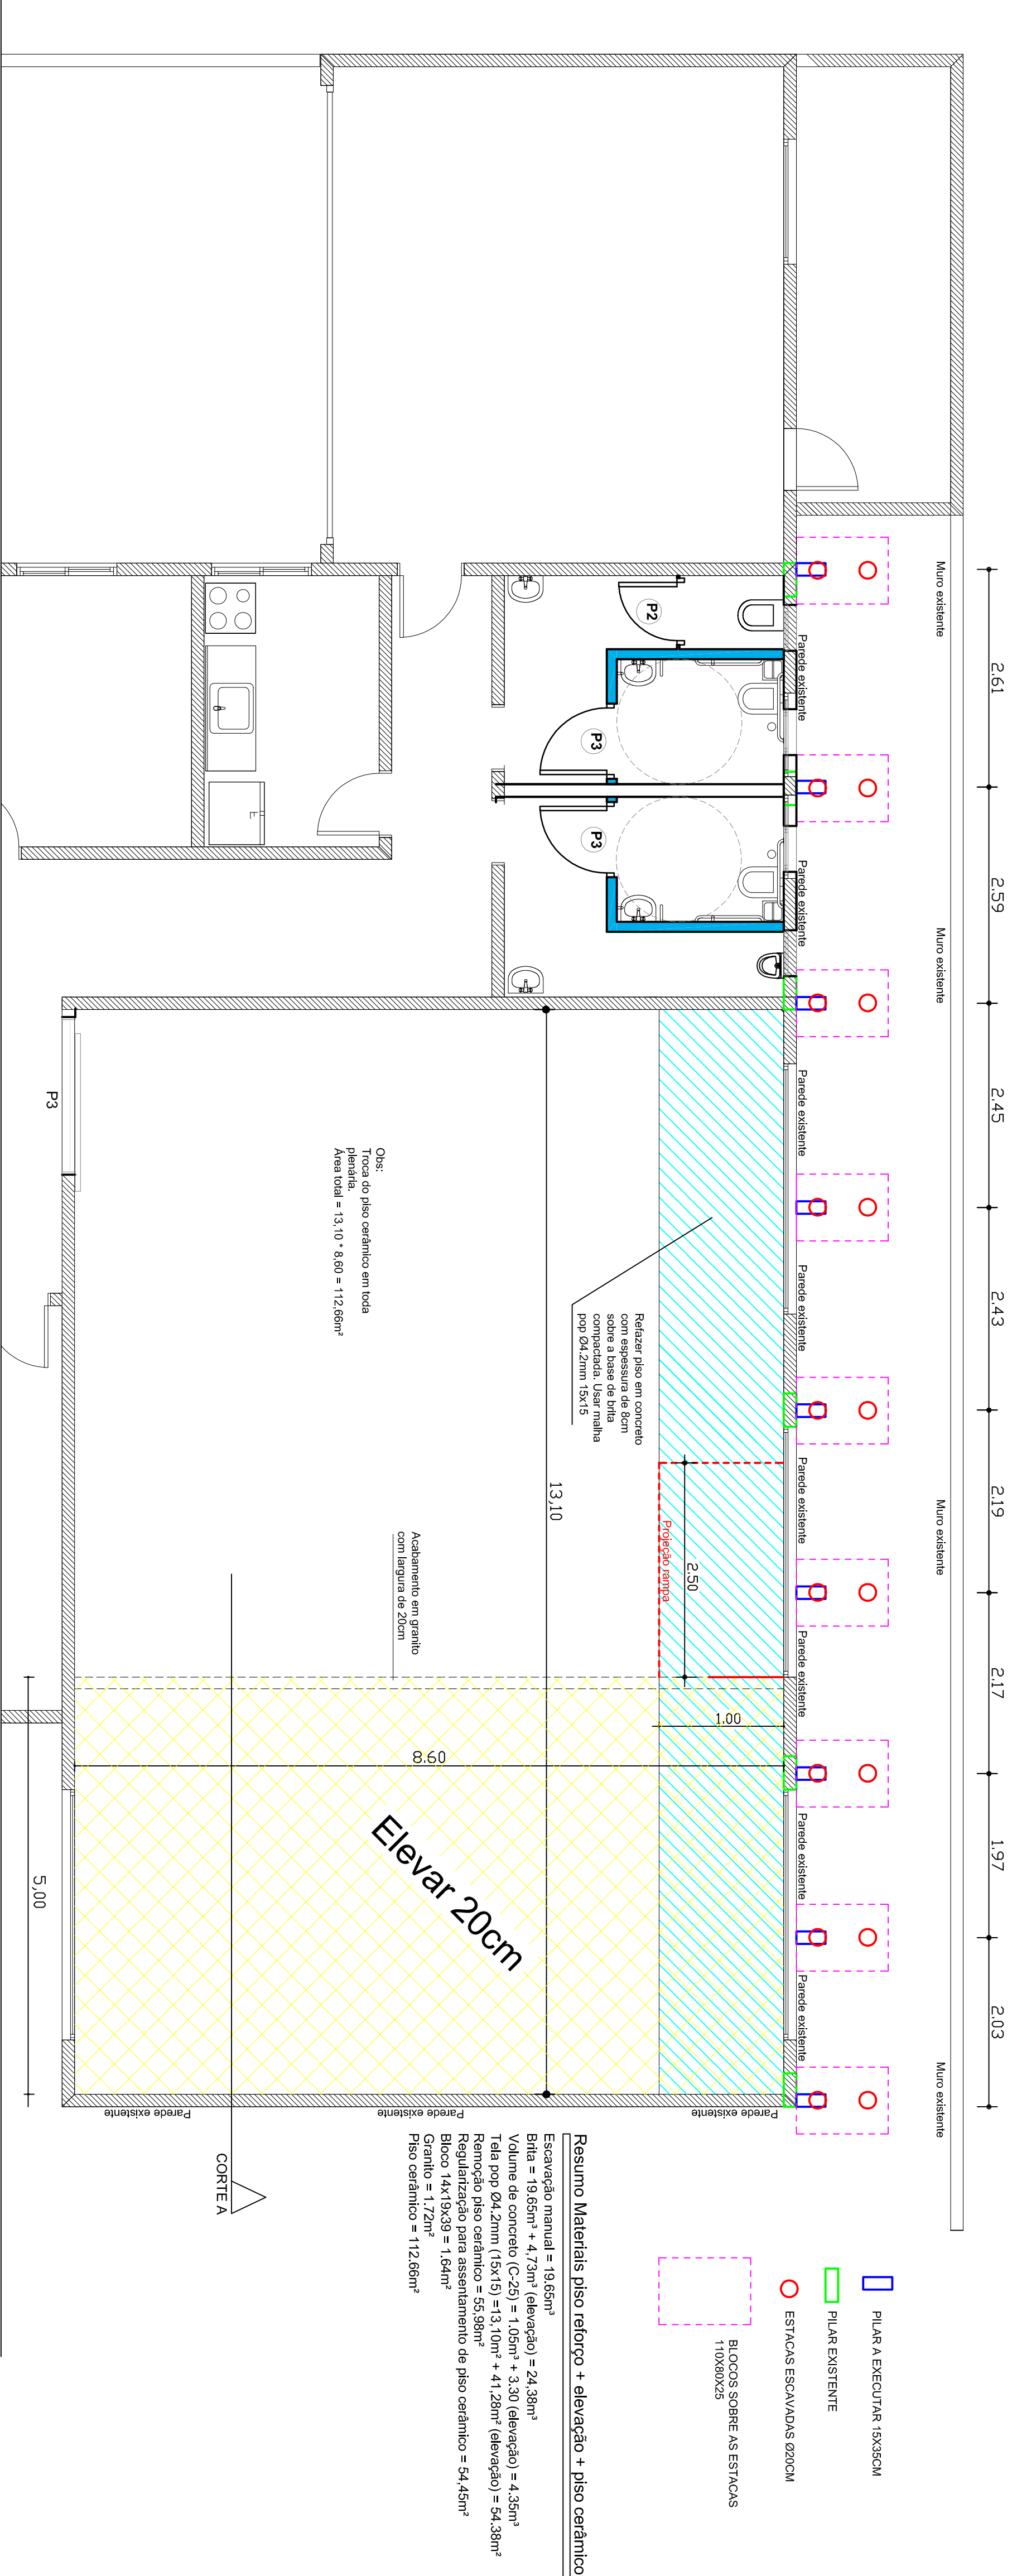 Muro existente
Muro existente
Muro existente
Muro existente
2.61
2.59
2.45
2.43
2.19
2.17
1.97
2.03
Parede existente
Parede existente
Parede existente
Parede existente
Parede existente
Parede existente
Parede existente
Parede existente
P2
P3
P3
P3
Obs:
Troca do piso cerâmico em toda
plenária.
Área total = 13,10 * 8,60 = 112,66m²
Refazer piso em concreto
com espessura de 8cm
sobre a base de brita
compactada. Usar malha
pop Ø4.2mm 15x15
13,10
Projeção rampa
2.50
1.00
Acabamento em granito
com largura de 20cm
8.60
Elevar 20cm
5,00
Parede existente
Parede existente
Parede existente
CORTE A
PILAR A EXECUTAR 15X35CM
PILAR EXISTENTE
ESTACAS ESCAVADAS Ø20CM
BLOCOS SOBRE AS ESTACAS
110X80X25
Resumo Materiais piso reforço + elevação + piso cerâmico
Escavação manual = 19.65m³
Brita = 19.65m³ + 4,73m³ (elevação) = 24,38m³
Volume de concreto (C-25) = 1.05m³ + 3.30 (elevação) = 4.35m³
Tela pop Ø4.2mm (15x15) =13,10m² + 41,28m² (elevação) = 54.38m²
Remoção piso cerâmico = 55,98m²
Regularização para assentamento de piso cerâmico = 54,45m²
Bloco 14x19x39 = 1.64m²
Granito = 1.72m²
Piso cerâmico = 112.66m²